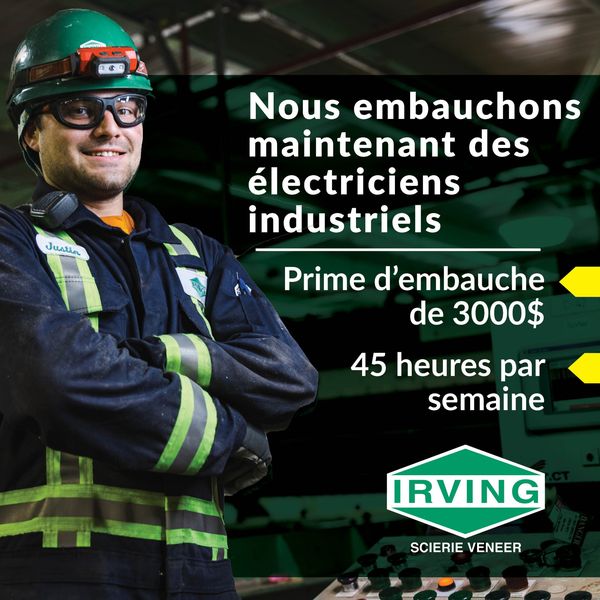 Nous embauchons
maintenant des
électriciens
industriels
Prime d'embauche
de 3000$
45 heures par
semaine
Justin
IRVING
SCIERIE VENEER